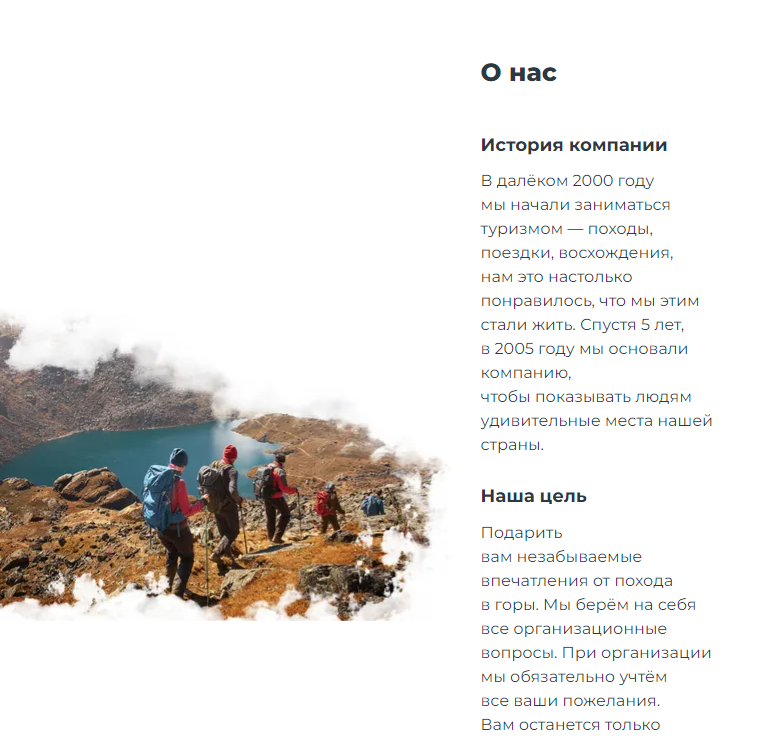 О нас
История компании
В далёком 2000 году
мы начали заниматься
туризмом — походы,
поездки, восхождения,
нам это настолько
понравилось, что мы этим
стали жить. Спустя 5 лет,
в 2005 году мы основали
компанию,
чтобы показывать людям
удивительные места нашей
страны.
Наша цель
Подарить
вам незабываемые
впечатления от похода
в горы. Мы берём на себя
все организационные
вопросы. При организации
мы обязательно учтём
все ваши пожелания.
Вам останется только